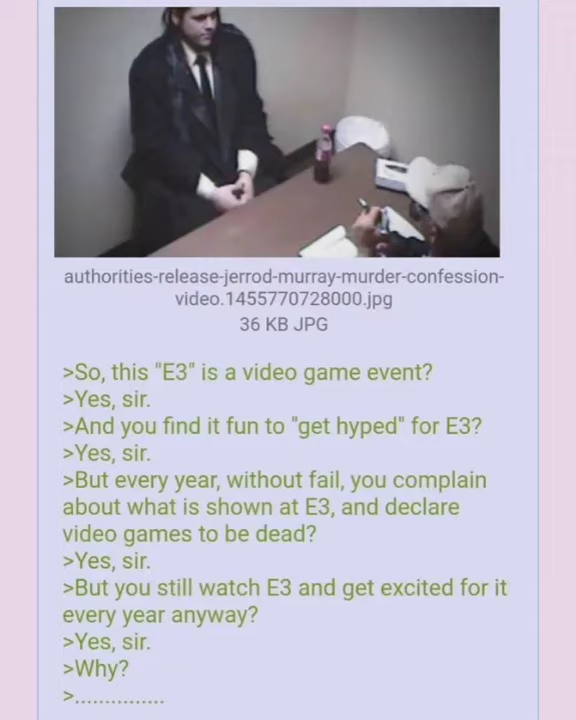 authorities-release-jerrod-murray-murder-confession-
video.1455770728000.jpg
36 KB JPG
>So, this "E3" is a video game event?
>Yes, sir.
>And you find it fun to "get hyped" for E3?
>Yes, sir.
>But every year, without fail, you complain
about what is shown at E3, and declare
video games to be dead?
>Yes, sir.
>But you still watch E3 and get excited for it
every year anyway?
>Yes, sir.
>Why?
>...............